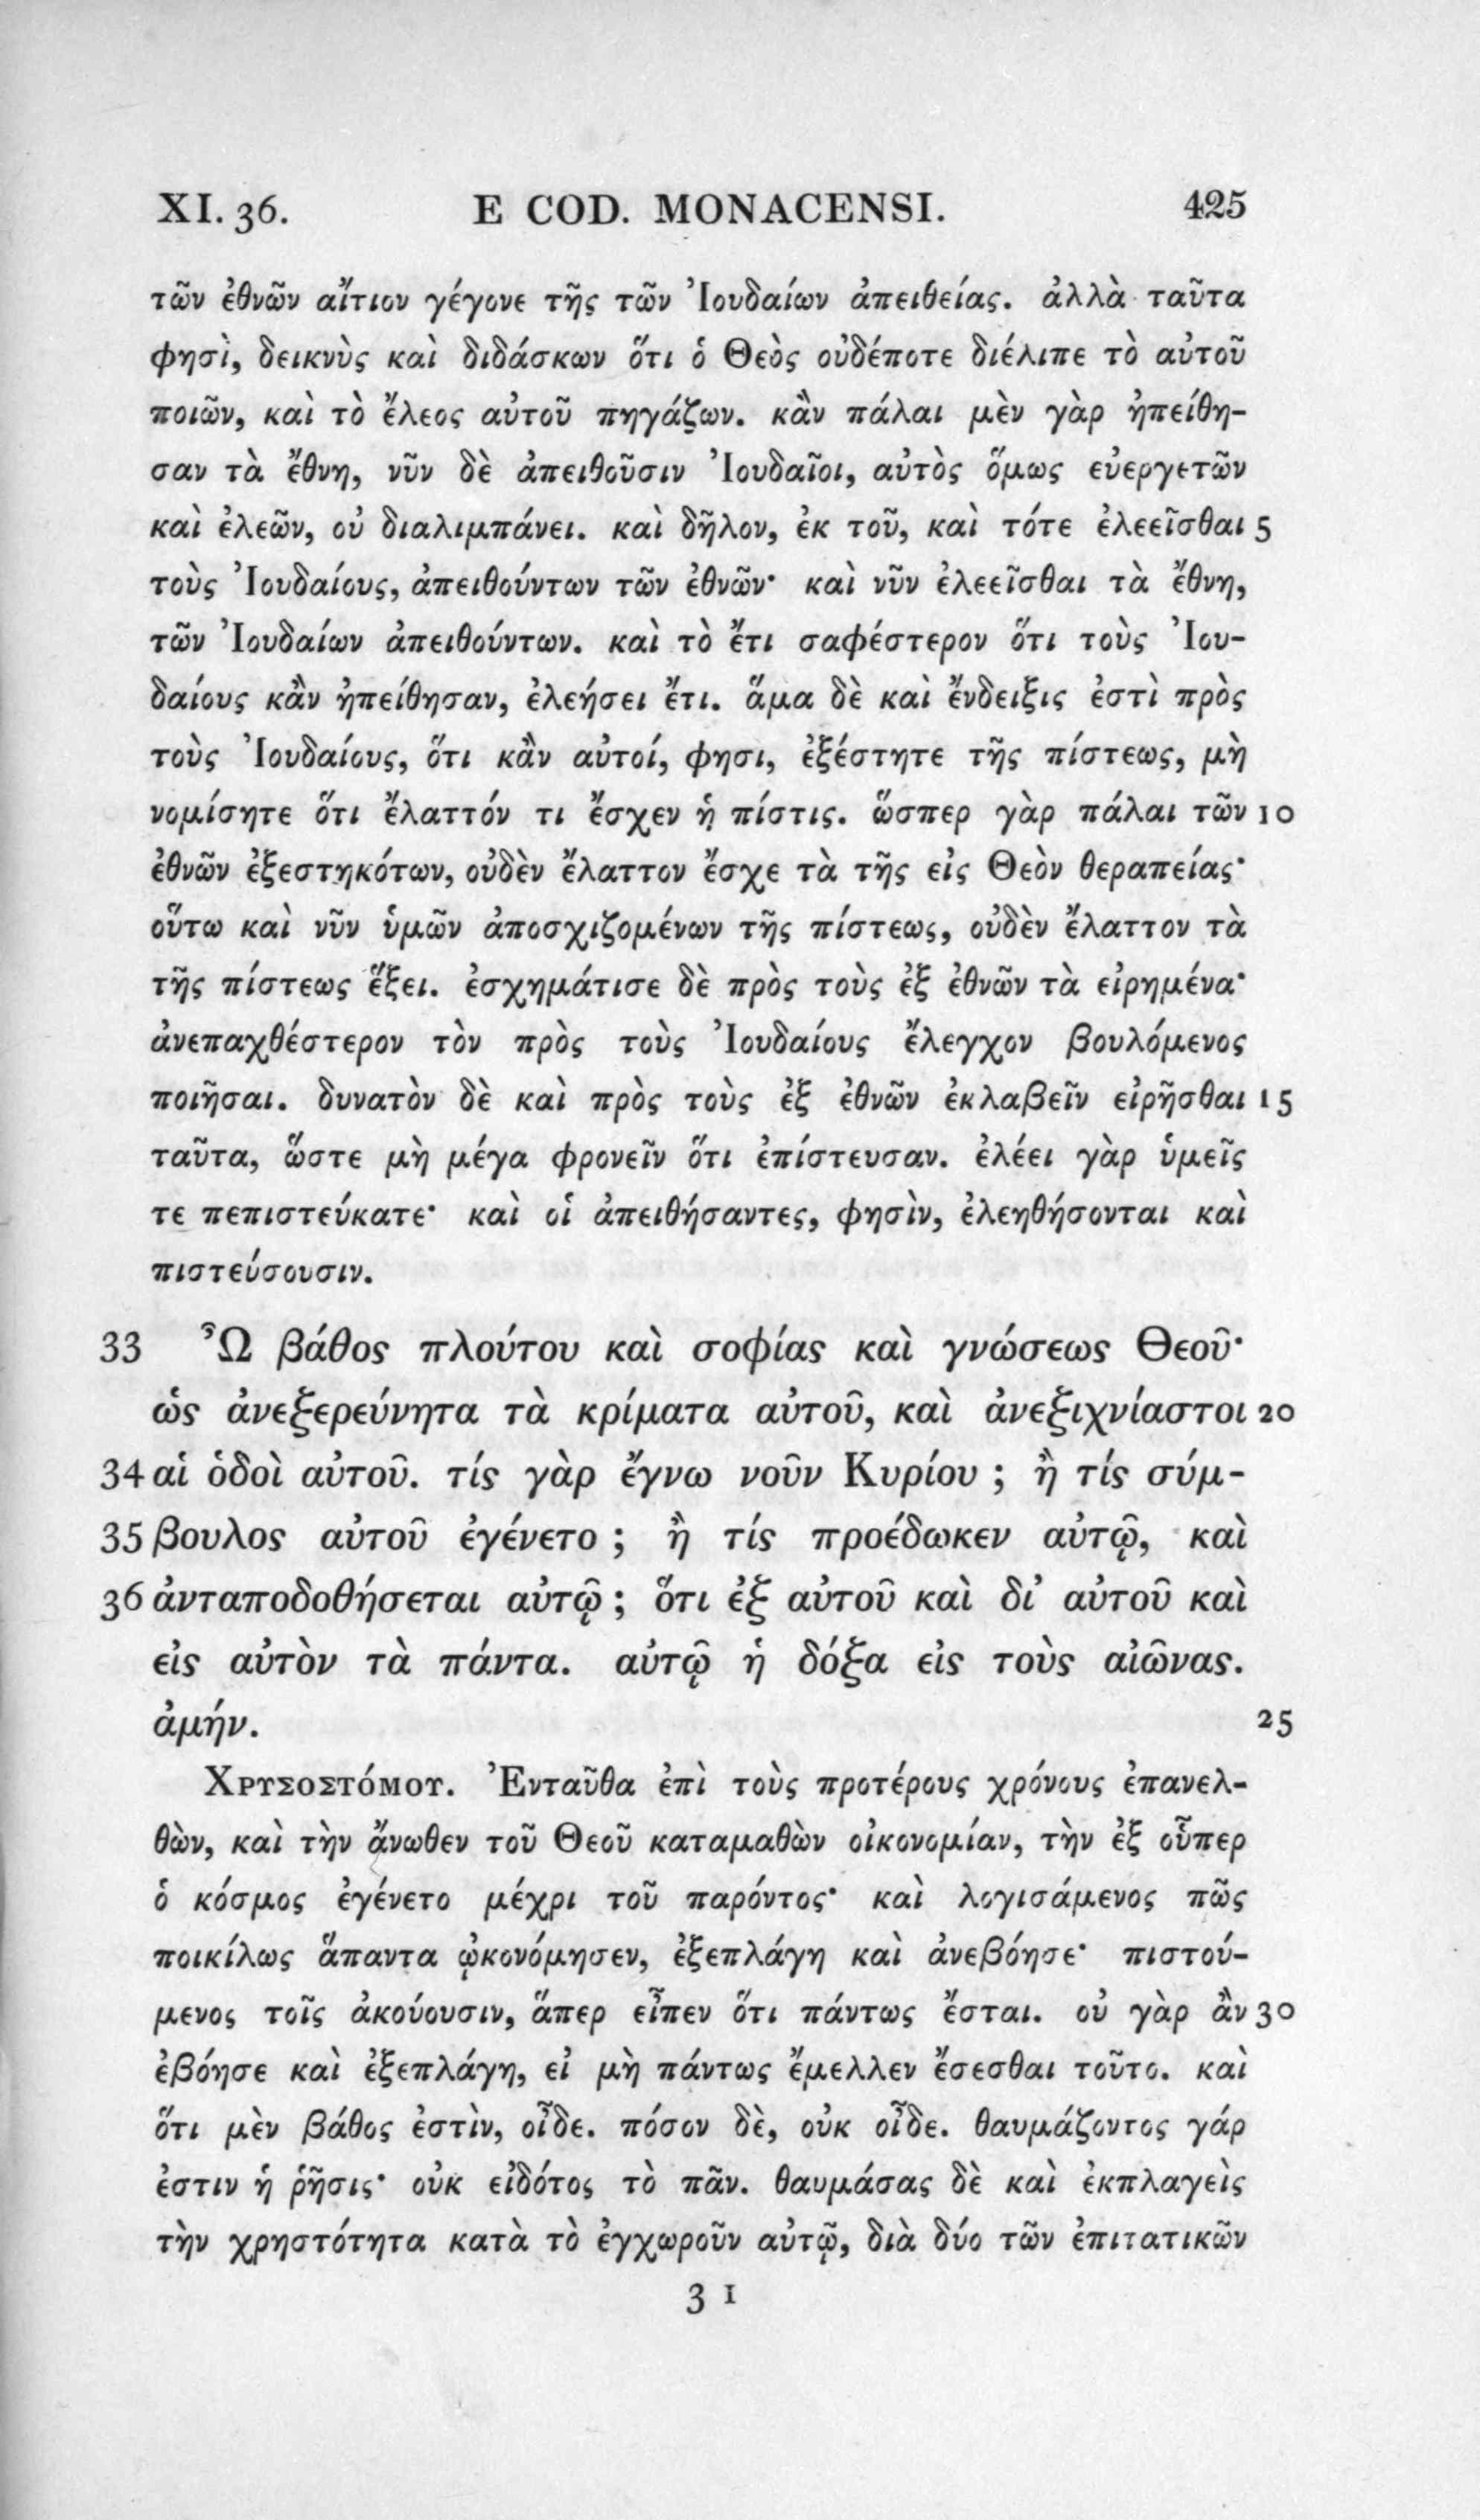 XI. 36. E COD. MONACENSI. 425
τῶν ἐθνῶν αἴτιον γέγονε τῆς τῶν Ἰουδαίων ἀπειθείας. ἀλλὰ ταῦτα
φησὶ, δεικνὺς καὶ διδάσκων ὅτι ὁ Θεὸς οὐδέποτε διέλιπε τὸ αὐτοῦ
ποιῶν, καὶ τὸ ἔλεος αὐτοῦ πηγάζων. κἂν πάλαι μὲν γὰρ ἠπείθη-
σαν τὰ ἔθνη, νῦν δὲ ἀπειθοῦσιν Ἰουδαῖοι, αὐτὸς ὅμως εὐεργετῶν
καὶ ἐλεῶν, οὐ διαλιμπάνει. καὶ δῆλον, ἐκ τοῦ, καὶ τότε ἐλεεῖσθαι 5
τοὺς Ἰουδαίους, ἀπειθούντων τῶν ἐθνῶν· καὶ νῦν ἐλεεῖσθαι τὰ ἔθνη,
τῶν Ἰουδαίων ἀπειθούντων. καὶ τὸ ἔτι σαφέστερον ὅτι τοὺς Ἰου-
δαίους κἂν ἠπείθησαν, ἐλεήσει ἔτι. ἅμα δὲ καὶ ἔνδειξις ἐστὶ πρὸς
τοὺς Ἰουδαίους, ὅτι κἂν αὐτοί, φησι, ἐξέστητε τῆς πίστεως, μὴ
νομίσητε ὅτι ἔλαττόν τι ἔσχεν ἡ πίστις. ὥσπερ γὰρ πάλαι τῶν 10
ἐθνῶν ἐξεστηκότων, οὐδὲν ἔλαττον ἔσχε τὰ τῆς εἰς Θεὸν θεραπείας·
οὕτω καὶ νῦν ὑμῶν ἀποσχιζομένων τῆς πίστεως, οὐδὲν ἔλαττον τὰ
τῆς πίστεως ἕξει. ἐσχημάτισε δὲ πρὸς τοὺς ἐξ ἐθνῶν τὰ εἰρημένα·
ἀνεπαχθέστερον τὸν πρὸς τοὺς Ἰουδαίους ἔλεγχον βουλόμενος
ποιῆσαι. δυνατὸν δὲ καὶ πρὸς τοὺς ἐξ ἐθνῶν ἐκλαβεῖν εἰρῆσθαι 15
ταῦτα, ὥστε μὴ μέγα φρονεῖν ὅτι ἐπίστευσαν. ἐλέει γὰρ ὑμεῖς
τε πεπιστεύκατε· καὶ οἱ ἀπειθήσαντες, φησὶν, ἐλεηθήσονται καὶ
πιστεύσουσιν.
33 Ὦ βάθος πλούτου καὶ σοφίας καὶ γνώσεως Θεοῦ·
ὡς ἀνεξερεύνητα τὰ κρίματα αὐτοῦ, καὶ ἀνεξιχνίαστοι 20
34 αἱ ὁδοὶ αὐτοῦ. τίς γὰρ ἔγνω νοῦν Κυρίου ; ἢ τίς σύμ-
35 βουλος αὐτοῦ ἐγένετο ; ἢ τίς προέδωκεν αὐτῷ, καὶ
36 ἀνταποδοθήσεται αὐτῷ ; ὅτι ἐξ αὐτοῦ καὶ δι’ αὐτοῦ καὶ
εἰς αὐτὸν τὰ πάντα. αὐτῷ ἡ δόξα εἰς τοὺς αἰῶνας.
ἀμήν. 25
ΧΡΥΣΟΣΤόΜΟΥ. Ἐνταῦθα ἐπὶ τοὺς προτέρους χρόνους ἐπανελ-
θὼν, καὶ τὴν ἄνωθεν τοῦ Θεοῦ καταμαθὼν οἰκονομίαν, τὴν ἐξ οὗπερ
ὁ κόσμος ἐγένετο μέχρι τοῦ παρόντος· καὶ λογισάμενος πῶς
ποικίλως ἅπαντα ᾠκονόμησεν, ἐξεπλάγη καὶ ἀνεβόησε· πιστού-
μενος τοῖς ἀκούουσιν, ἅπερ εἶπεν ὅτι πάντως ἔσται. οὐ γὰρ ἂν 30
ἐβόησε καὶ ἐξεπλάγη, εἰ μὴ πάντως ἔμελλεν ἔσεσθαι τοῦτο. καὶ
ὅτι μὲν βάθος ἐστὶν, οἶδε. πόσον δὲ, οὐκ οἶδε. θαυμάζοντος γάρ
ἐστιν ἡ ῥῆσις· οὐκ εἰδότος τὸ πᾶν. θαυμάσας δὲ καὶ ἐκπλαγεὶς
τὴν χρηστότητα κατὰ τὸ ἐγχωροῦν αὐτῷ, διὰ δύο τῶν ἐπιτατικῶν
3 I